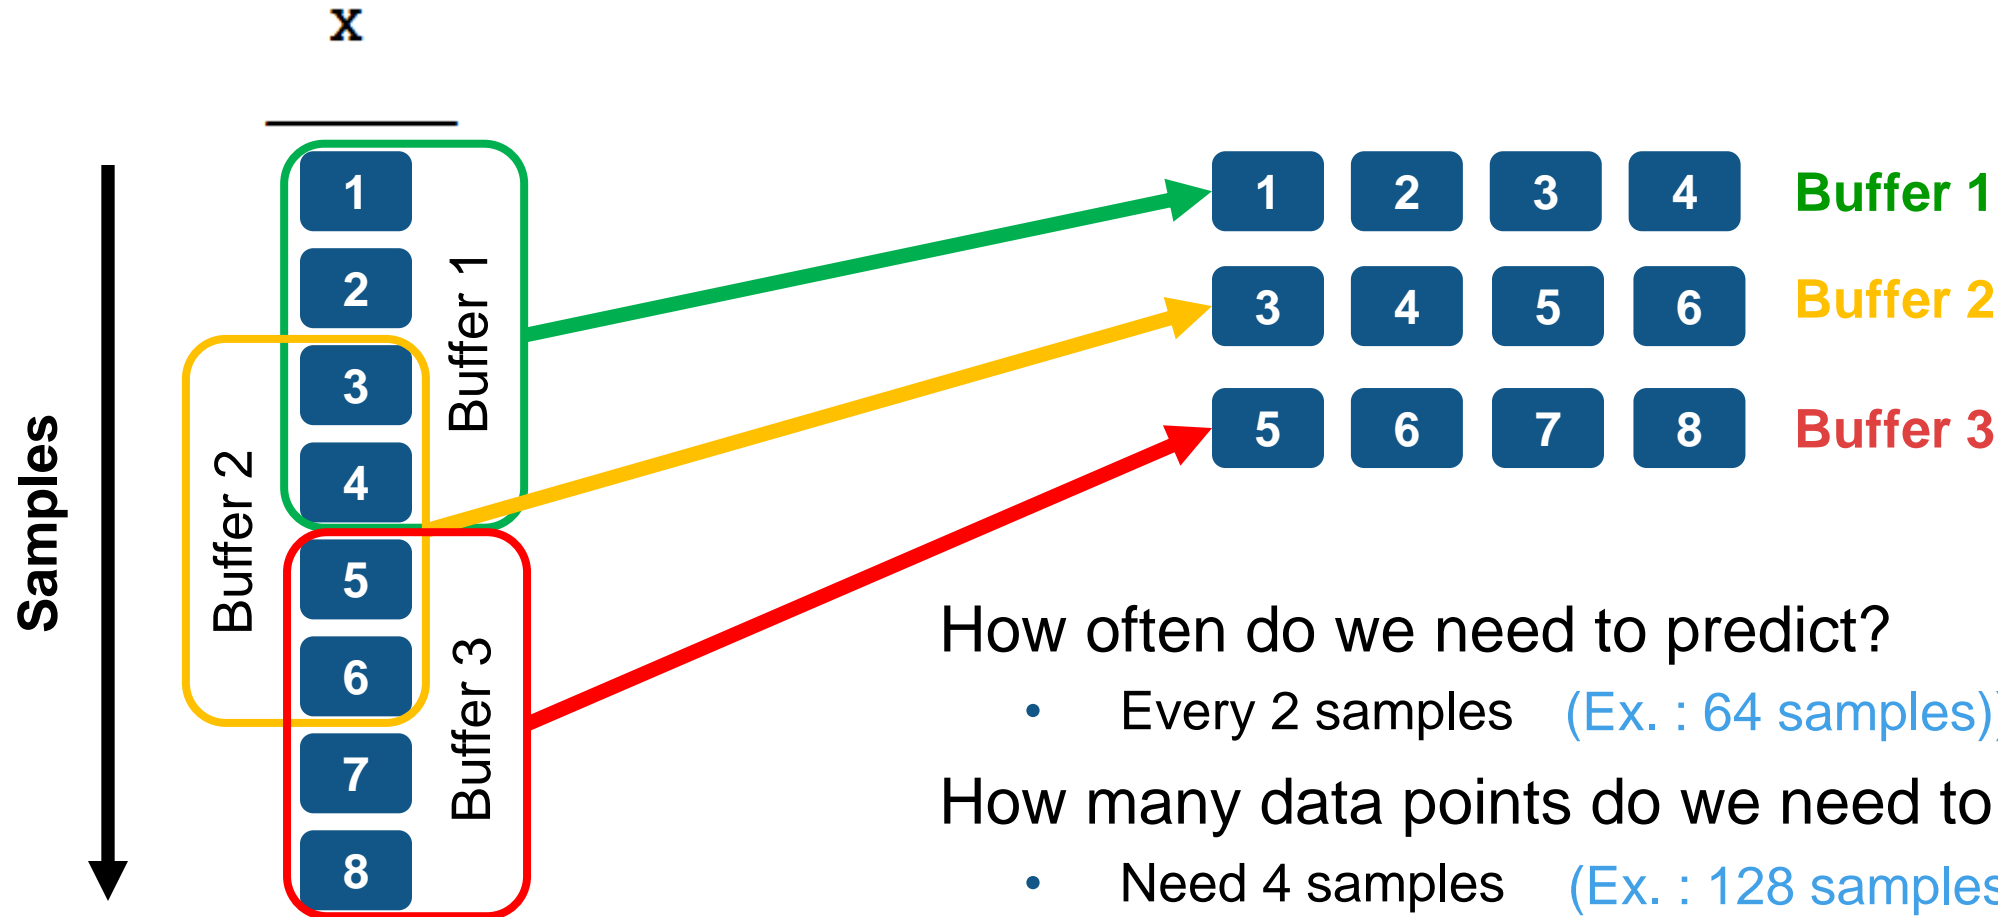 x
Samples
1
2
3
4
5
6
7
8
Buffer 1
Buffer 2
Buffer 3
1 2 3 4 Buffer 1
3 4 5 6 Buffer 2
5 6 7 8 Buffer 3
How often do we need to predict?
• Every 2 samples (Ex. : 64 samples))
How many data points do we need to
• Need 4 samples (Ex. : 128 samples